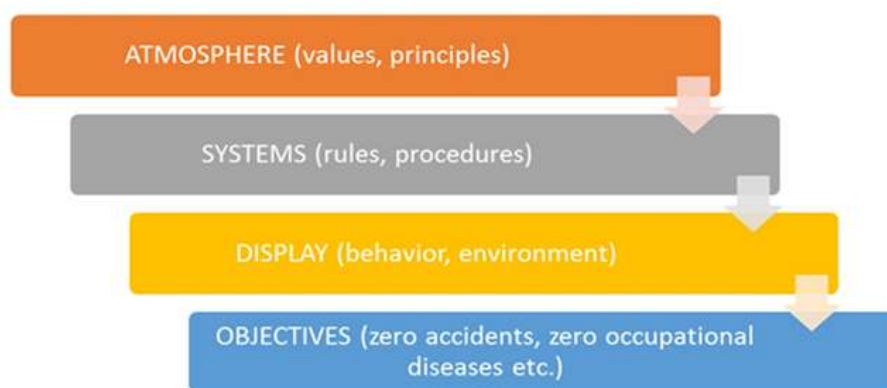 ATMOSPHERE (values, principles)
SYSTEMS (rules, procedures)
DISPLAY (behavior, environment)
OBJECTIVES (zero accidents, zero occupational
diseases etc.)